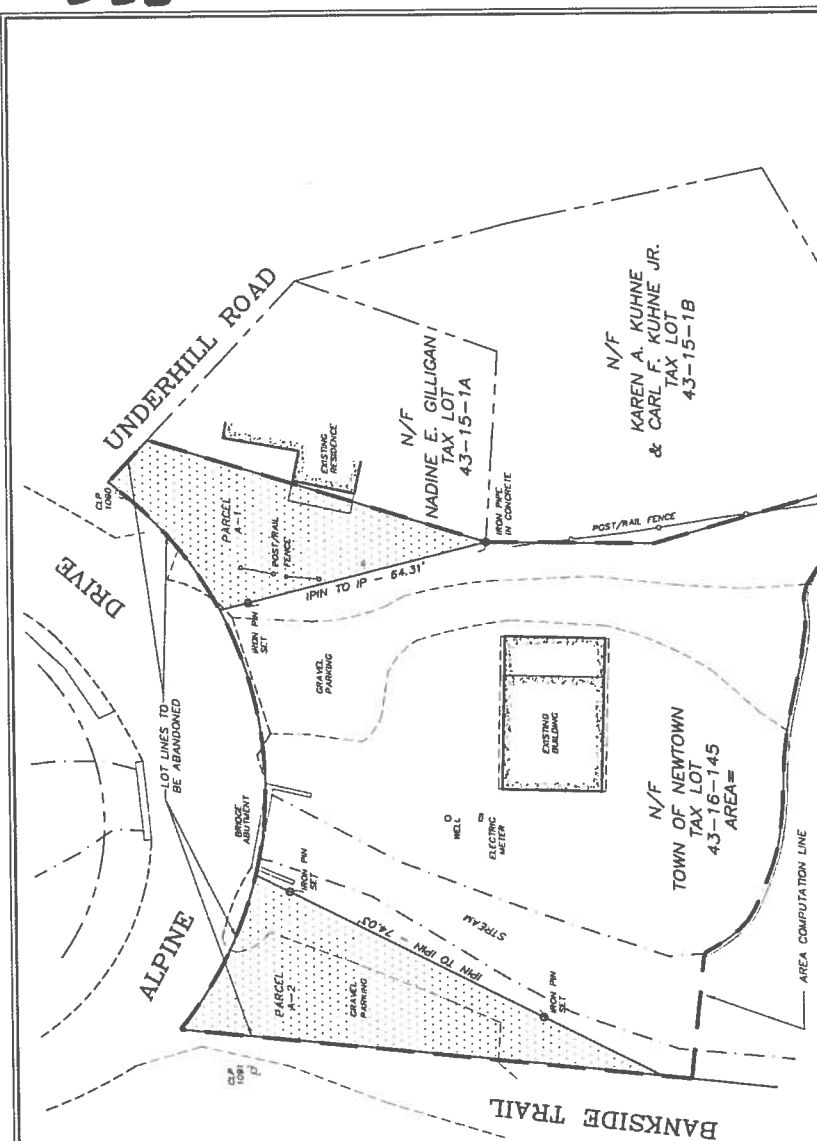 UNDERHILL ROAD
CLP
1090
DRIVE
PARCEL
A-1
POST/RAIL
FENCE
EXISTING
RESIDENCE
N/F
NADINE E. GILLIGAN
TAX LOT
43-15-1A
N/F
KAREN A. KUHNE
& CARL F. KUHNE JR.
TAX LOT
43-15-1B
IRON PIPE
IN CONCRETE
POST/RAIL FENCE
IPIN TO IP - 64.31'
IRON PIN
SET
GRAVEL
PARKING
LOT LINES TO
BE ABANDONED
BRIDGE
ABUTMENT
EXISTING
BUILDING
WELL
ELECTRIC
METER
N/F
TOWN OF NEWTOWN
TAX LOT
43-16-145
AREA=
IRON PIN
SET
STREAM
IPIN TO IPIN - 74.03'
ALPINE
PARCEL
A-2
GRAVEL
PARKING
IRON PIN
SET
AREA COMPUTATION LINE
CLP
1091
BANKSIDE TRAIL